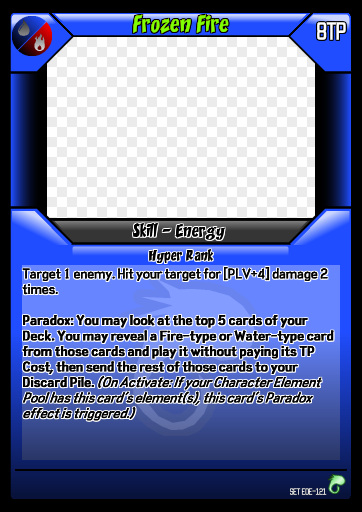 Frozen Fire
8TP
Skill - Energy
Hyper Rank
Target 1 enemy. Hit your target for [PLV+4] damage 2
times.
Paradox: You may look at the top 5 cards of your
Deck. You may reveal a Fire-type or Water-type card
from those cards and play it without paying its TP
Cost, then send the rest of those cards to your
Discard Pile. (On Activate: If your Character Element
Pool has this card's element(s), this card's Paradox
effect is triggered.)
SET EOE-121